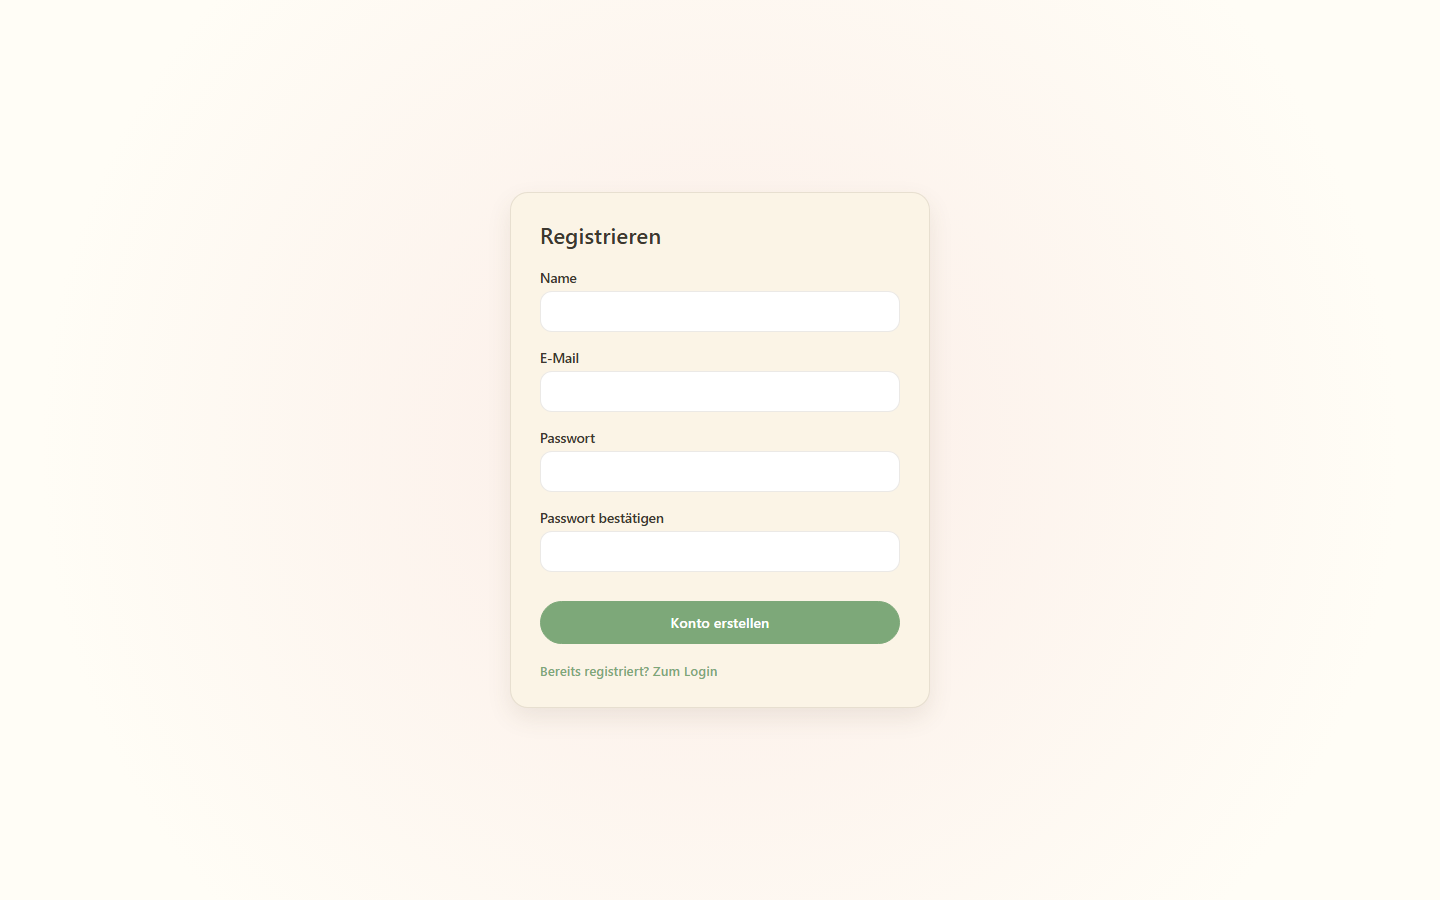 Registrieren
Name
E-Mail
Passwort
Passwort bestätigen
Konto erstellen
Bereits registriert? Zum Login